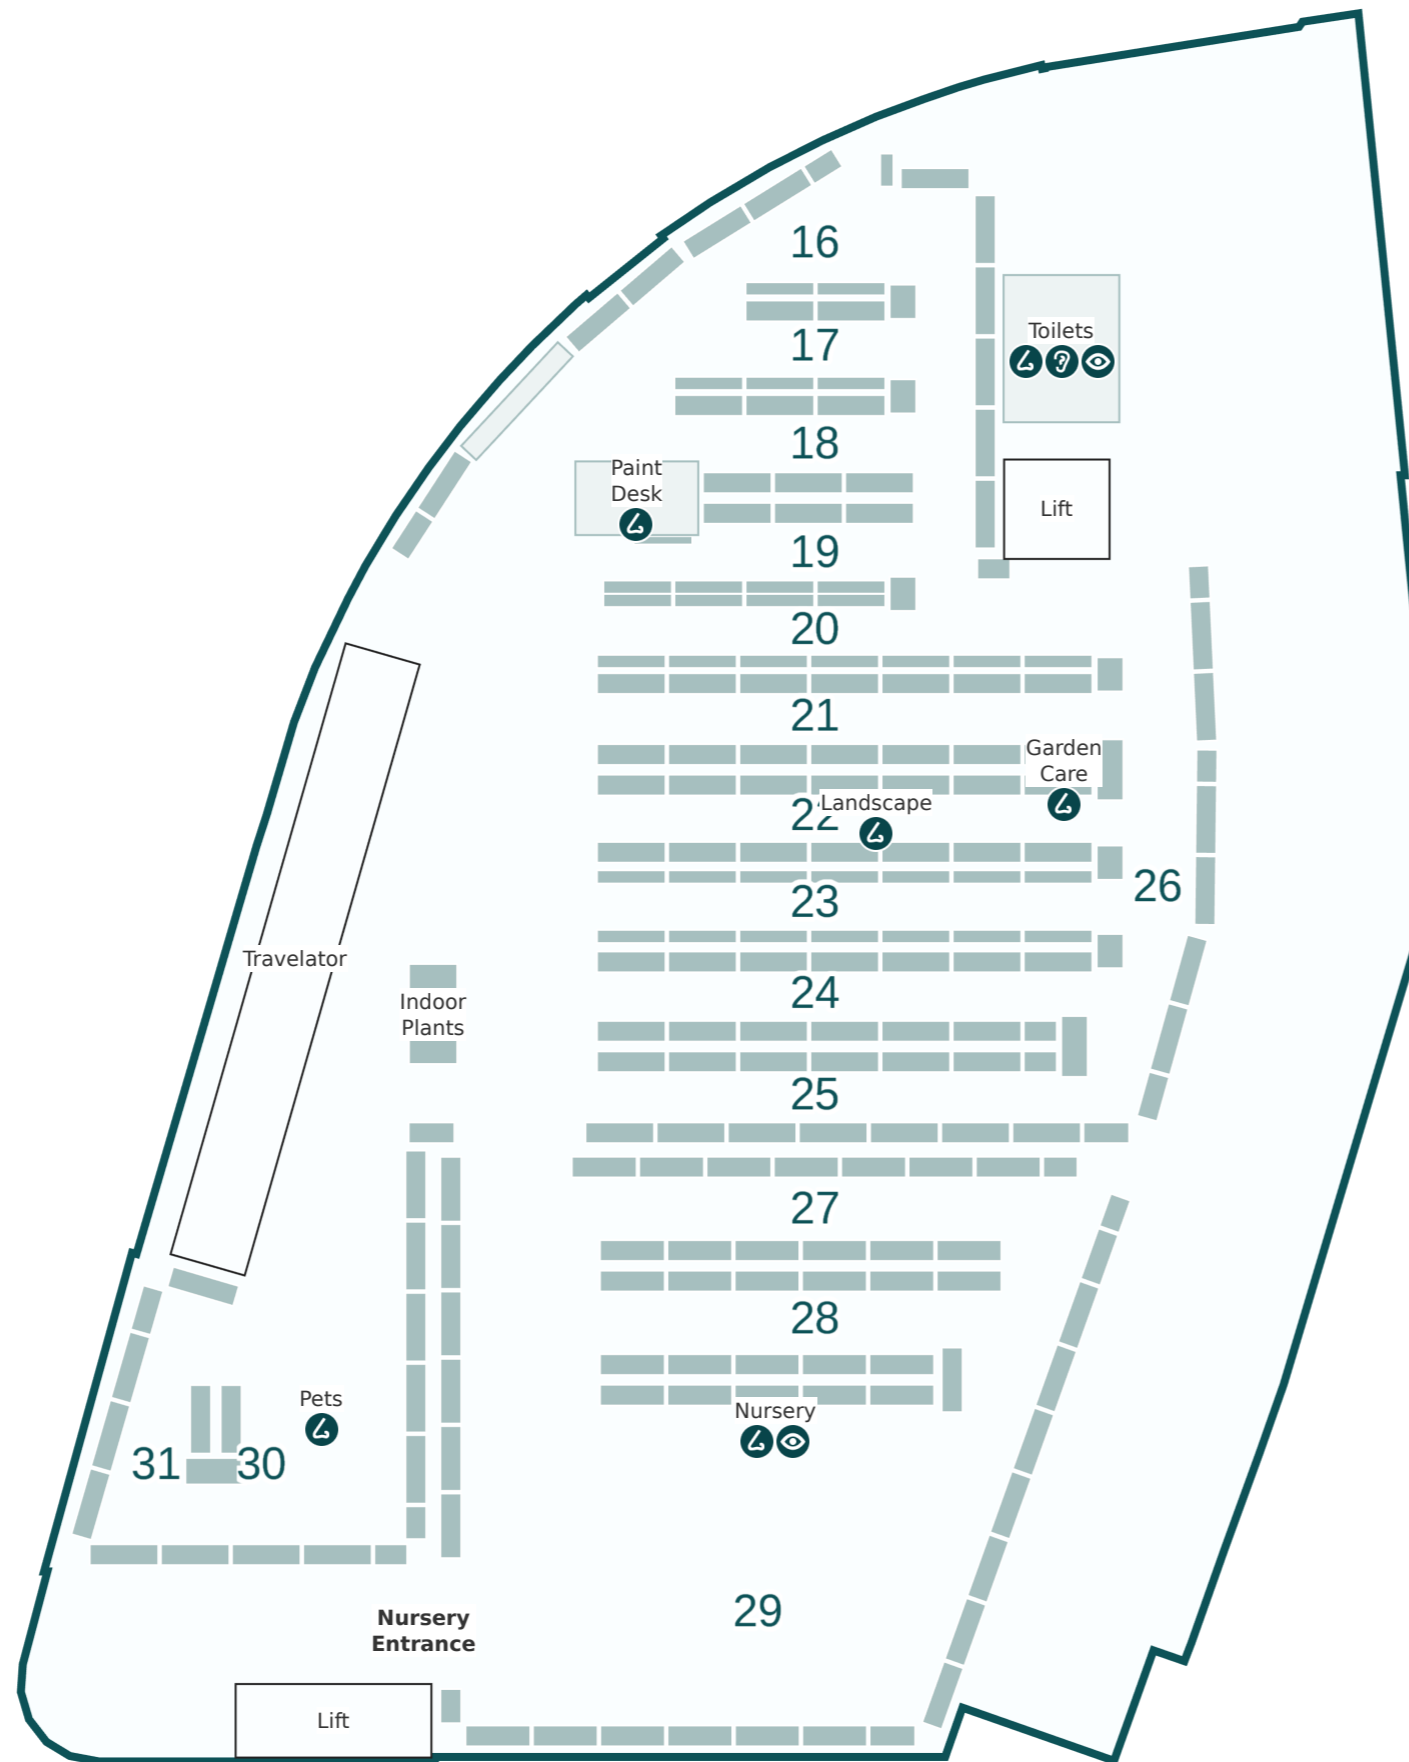 16
17
Toilets
18
Paint
Desk
Lift
19
20
21
Garden
Care
22
Landscape
26
23
Travelator
24
Indoor
Plants
25
27
28
Pets
Nursery
31
30
29
Nursery
Entrance
Lift